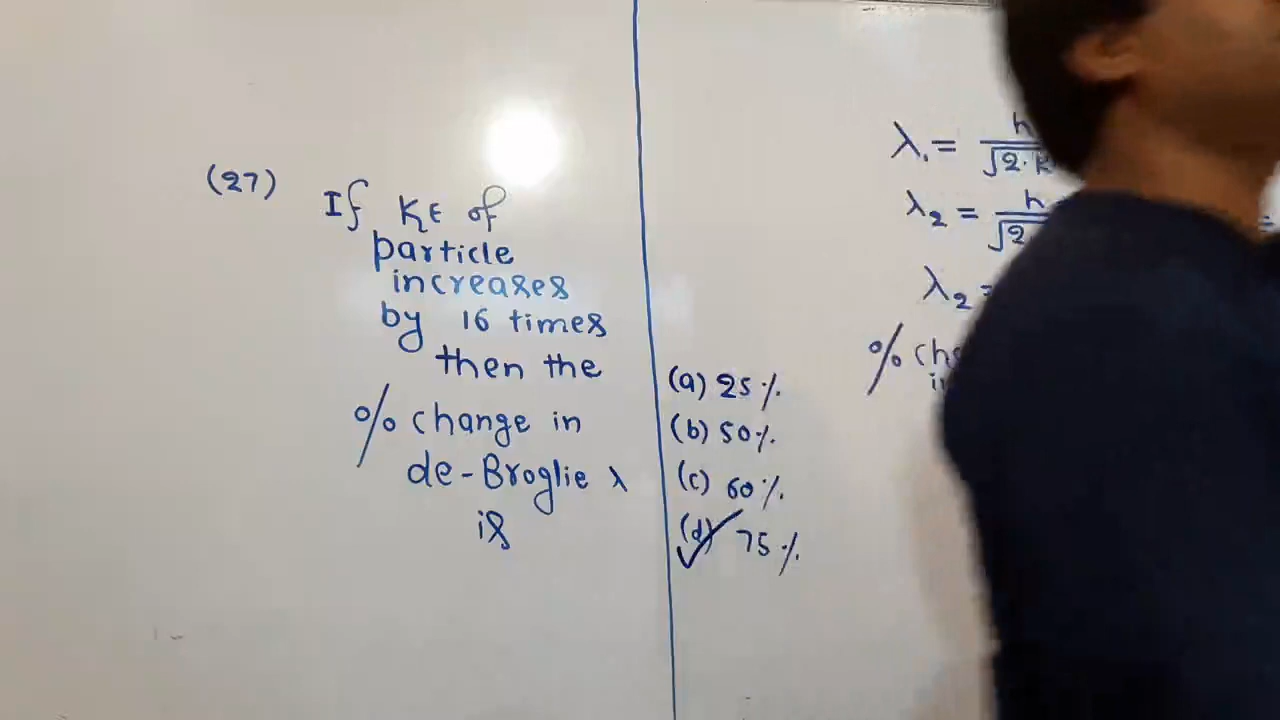 (27) If KE of
particle
increases
by 16 times
then the
% change in
de-Broglie λ
is
(a) 25%
(b) 50%
(c) 60%
(d) 75%
λ₁ = h
√2·
λ₂ = h
√2
λ₂ =
%